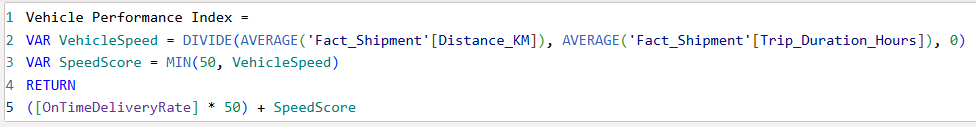 1 Vehicle Performance Index =
2 VAR VehicleSpeed = DIVIDE(AVERAGE('Fact_Shipment'[Distance_KM]), AVERAGE('Fact_Shipment'[Trip_Duration_Hours]), 0)
3 VAR SpeedScore = MIN(50, VehicleSpeed)
4 RETURN
5 ([OnTimeDeliveryRate] * 50) + SpeedScore